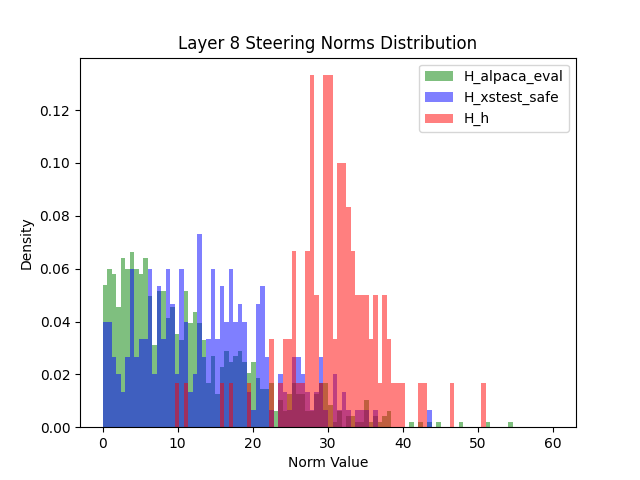 Layer 8 Steering Norms Distribution
H_alpaca_eval
H_xstest_safe
H_h
0.12
0.10
0.08
0.06
0.04
0.02
0.00
Density
0 10 20 30 40 50 60
Norm Value